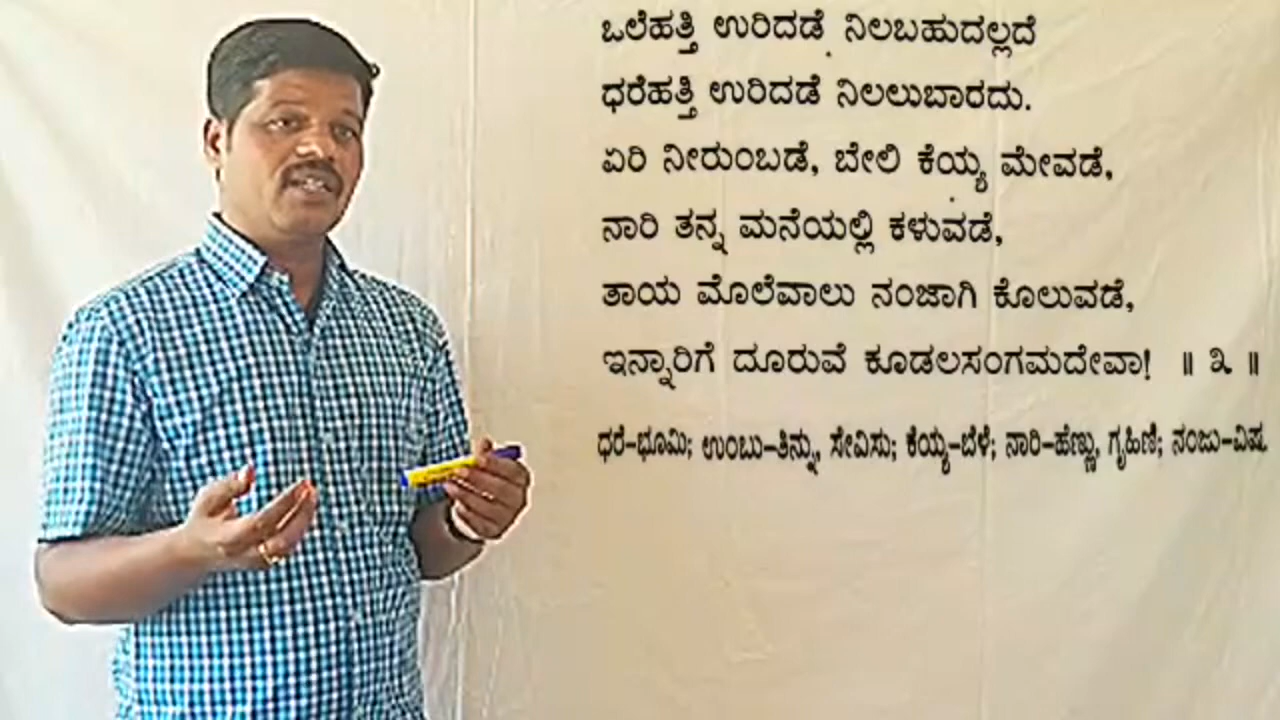 ಒಲೆಹತ್ತಿ ಉರಿದಡೆ ನಿಲಬಹುದಲ್ಲದೆ
ಧರೆಹತ್ತಿ ಉರಿದಡೆ ನಿಲಲುಬಾರದು.
ಏರಿ ನೀರುಂಬಡೆ, ಬೇಲಿ ಕೆಯ್ಯ ಮೇವಡೆ,
ನಾರಿ ತನ್ನ ಮನೆಯಲ್ಲಿ ಕಳುವಡೆ,
ತಾಯ ಮೊಲೆವಾಲು ನಂಜಾಗಿ ಕೊಲುವಡೆ,
ಇನ್ನಾರಿಗೆ ದೂರುವೆ ಕೂಡಲಸಂಗಮದೇವಾ! ॥ ೩ ॥
ಧರೆ-ಭೂಮಿ; ಉಂಬು-ತಿನ್ನು, ಸೇವಿಸು; ಕೆಯ್ಯ-ಬೆಳೆ; ನಾರಿ-ಹೆಣ್ಣು, ಗೃಹಿಣಿ; ನಂಜು-ವಿಷ.